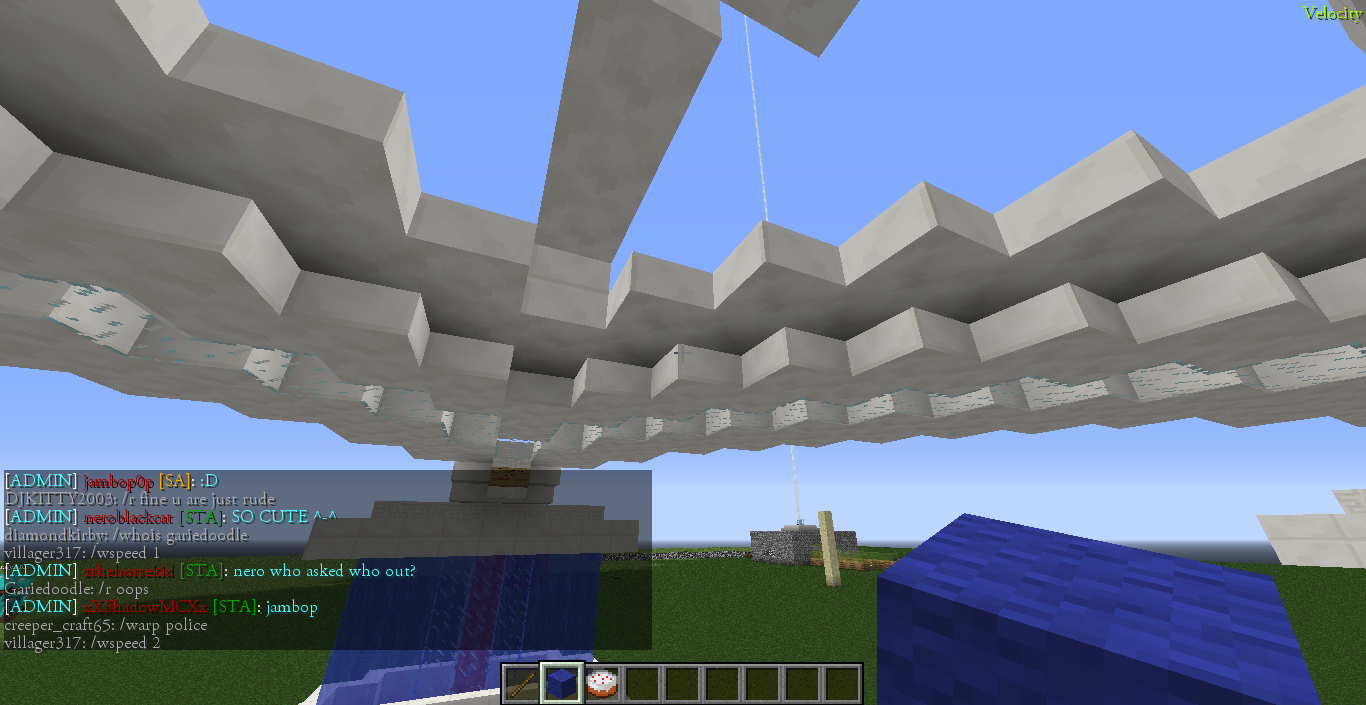 Velocity
[ADMIN] jambop0p [SA]: :D
DJKITTY2003: /r fine u are just rude
[ADMIN] neroblackcat [STA]: SO CUTE ^-^
diamondkirby: /whois gariedoodle
villager317: /wspeed 1
[ADMIN] [STA]: nero who asked who out?
Gariedoodle: /r oops
[ADMIN] xXShadowMCXx [STA]: jambop
creeper_craft65: /warp police
villager317: /wspeed 2